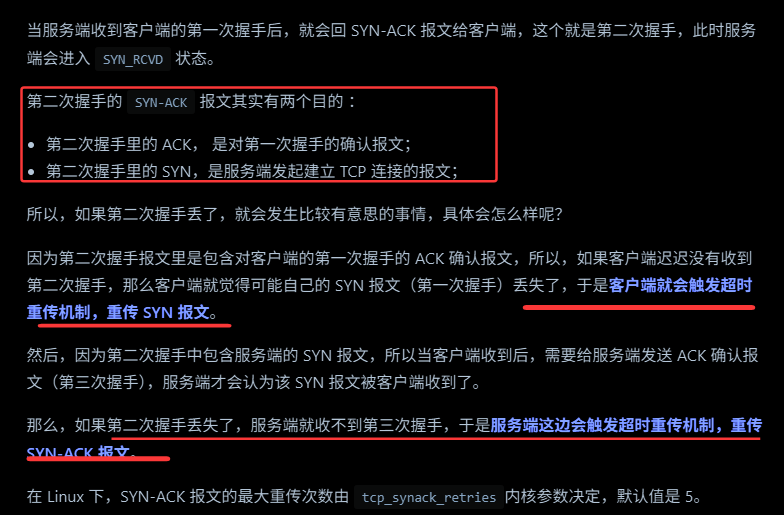 当服务端收到客户端的第一次握手后，就会回 SYN-ACK 报文给客户端，这个就是第二次握手，此时服务
端会进入 SYN_RCVD 状态。
第二次握手的 SYN-ACK 报文其实有两个目的 ：
• 第二次握手里的 ACK， 是对第一次握手的确认报文；
• 第二次握手里的 SYN，是服务端发起建立 TCP 连接的报文；
所以，如果第二次握手丢了，就会发生比较有意思的事情，具体会怎么样呢？
因为第二次握手报文里是包含对客户端的第一次握手的 ACK 确认报文，所以，如果客户端迟迟没有收到
第二次握手，那么客户端就觉得可能自己的 SYN 报文（第一次握手）丢失了，于是客户端就会触发超时
重传机制，重传 SYN 报文。
然后，因为第二次握手中包含服务端的 SYN 报文，所以当客户端收到后，需要给服务端发送 ACK 确认报
文（第三次握手），服务端才会认为该 SYN 报文被客户端收到了。
那么，如果第二次握手丢失了，服务端就收不到第三次握手，于是服务端这边会触发超时重传机制，重传
SYN-ACK 报文。
在 Linux 下，SYN-ACK 报文的最大重传次数由 tcp_synack_retries 内核参数决定，默认值是 5。